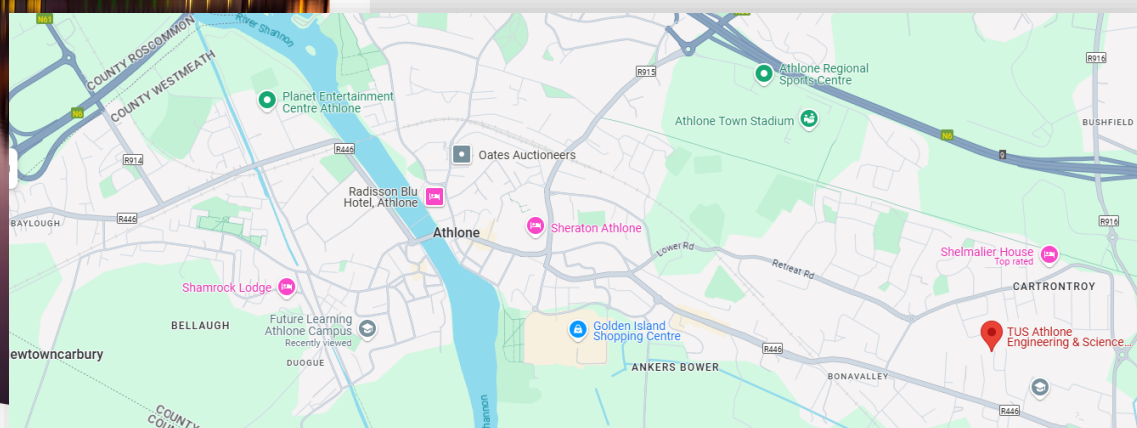 N61
River Shannon
COUNTY ROSCOMMON
COUNTY WESTMEATH
N6
Planet Entertainment
Centre Athlone
R915
Athlone Regional
Sports Centre
R916
Athlone Town Stadium
BUSHFIELD
N6
R914
R446
Oates Auctioneers
Radisson Blu
Hotel, Athlone
BAYLOUGH
R446
Athlone
Sheraton Athlone
R916
Lower Rd
Retreat Rd
Shelmalier House
Top rated
CARTRONTROY
Shamrock Lodge
BELLAUGH
Future Learning
Athlone Campus
Recently viewed
Golden Island
Shopping Centre
TUS Athlone
Engineering & Science...
ewtowncarbury
DUOGUE
R446
ANKERS BOWER
BONAVALLEY
R446
COUNTY
COUN
hannon